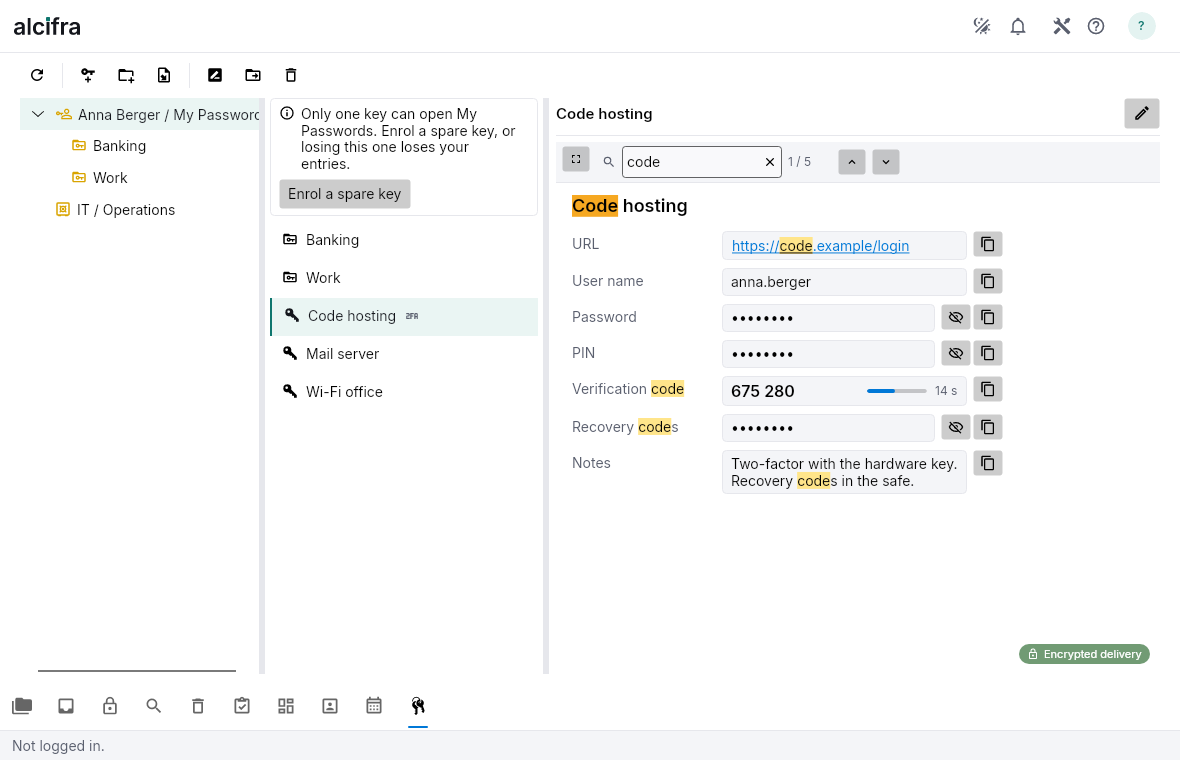 alcifra
?
Anna Berger / My Password
Banking
Work
IT / Operations
Only one key can open My
Passwords. Enrol a spare key, or
losing this one loses your
entries.
Enrol a spare key
Banking
Work
Code hosting 2FA
Mail server
Wi-Fi office
Code hosting
code 1 / 5
Code hosting
URL https://code.example/login
User name anna.berger
Password ••••••••
PIN ••••••••
Verification code 675 280 14 s
Recovery codes ••••••••
Notes Two-factor with the hardware key.
Recovery codes in the safe.
Encrypted delivery
Not logged in.